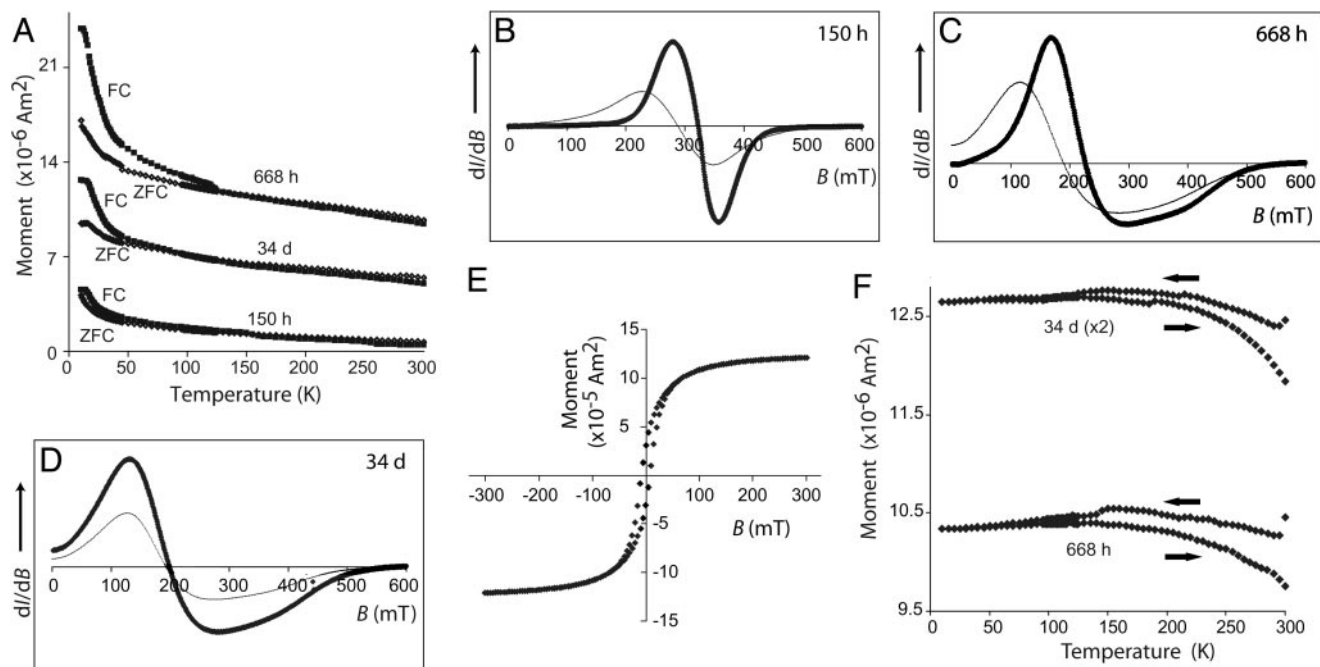 A
Moment (x10⁻⁶ Am²)
21
14
7
0
FC
ZFC
668 h
FC
ZFC
34 d
FC
ZFC
150 h
0 50 100 150 200 250 300
Temperature (K)
B
150 h
dI/dB
0 100 200 300 400 500 600
B (mT)
C
668 h
dI/dB
0 100 200 300 400 500 600
B (mT)
D
34 d
dI/dB
0 100 200 300 400 500 600
B (mT)
E
Moment
(x10⁻⁵ Am²)
15
10
5
-300 -200 -100 100 200 300
B (mT)
-5
-10
-15
F
Moment (x10⁻⁶ Am²)
12.5
11.5
10.5
9.5
34 d (x2)
668 h
0 50 100 150 200 250 300
Temperature (K)